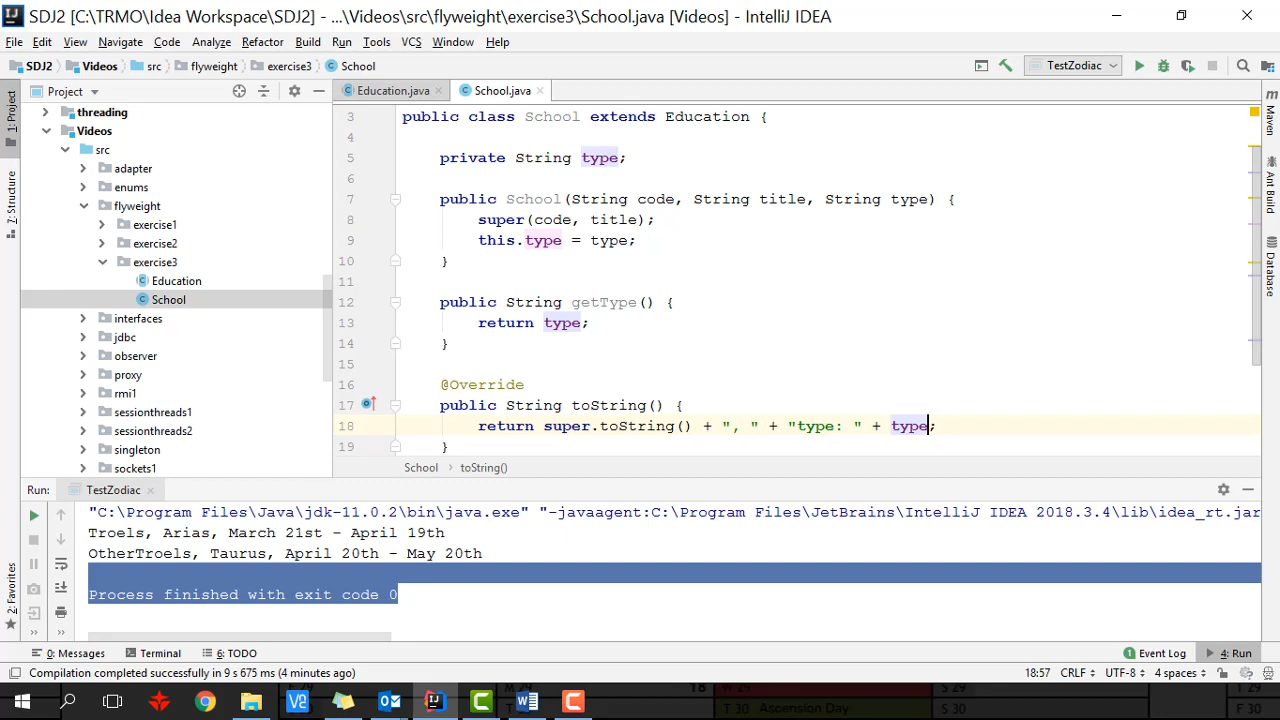 SDJ2 [C:\TRMO\Idea Workspace\SDJ2] - ...\Videos\src\flyweight\exercise3\School.java [Videos] - IntelliJ IDEA
File Edit View Navigate Code Analyze Refactor Build Run Tools VCS Window Help
SDJ2 Videos src flyweight exercise3 School TestZodiac
Project Education.java School.java
1: Project
7: Structure
2: Favorites
Maven
Ant Build
Database
threading
Videos
src
adapter
enums
flyweight
exercise1
exercise2
exercise3
Education
School
interfaces
jdbc
observer
proxy
rmi1
sessionthreads1
sessionthreads2
singleton
sockets1
3 public class School extends Education {
4
5 private String type;
6
7 public School(String code, String title, String type) {
8 super(code, title);
9 this.type = type;
10 }
11
12 public String getType() {
13 return type;
14 }
15
16 @Override
17 public String toString() {
18 return super.toString() + ", " + "type: " + type;
19 }
School toString()
Run: TestZodiac
"C:\Program Files\Java\jdk-11.0.2\bin\java.exe" "-javaagent:C:\Program Files\JetBrains\IntelliJ IDEA 2018.3.4\lib\idea_rt.jar
Troels, Arias, March 21st - April 19th
OtherTroels, Taurus, April 20th - May 20th
Process finished with exit code 0
0: Messages Terminal 6: TODO Event Log 4: Run
Compilation completed successfully in 9 s 675 ms (4 minutes ago) 18:57 CRLF UTF-8 4 spaces
18 T 30 Ascension Day S 30